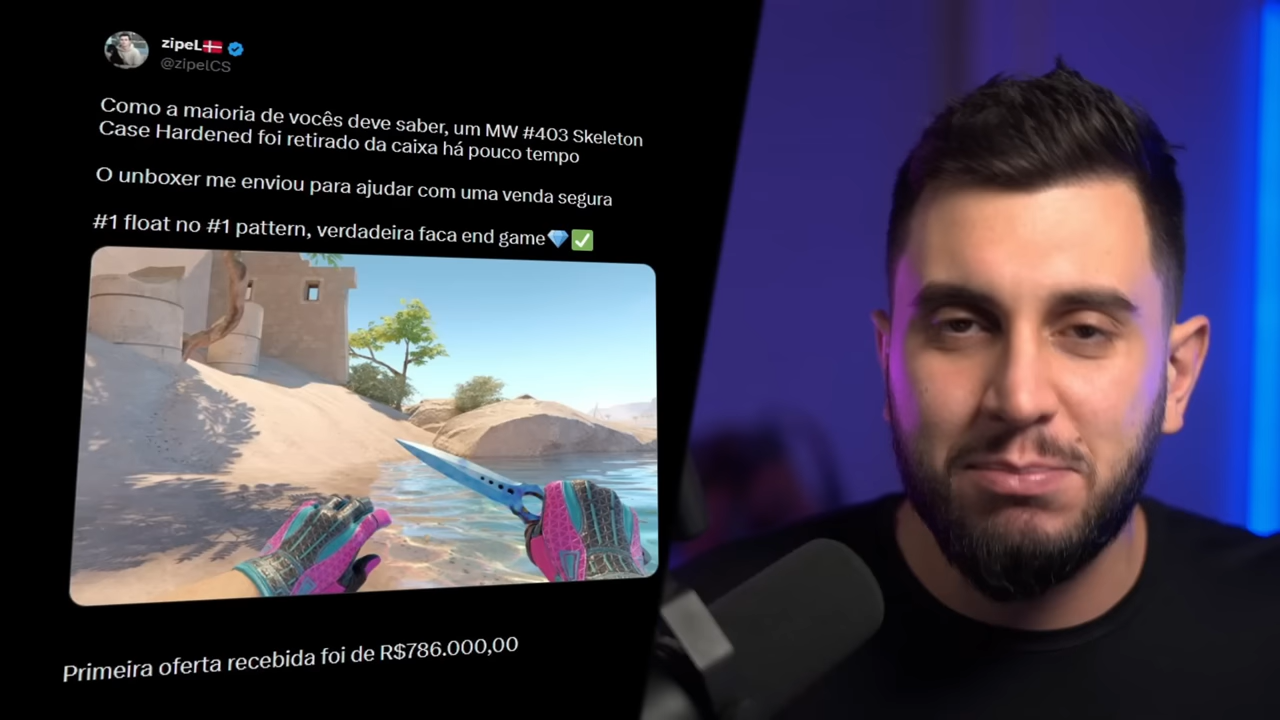 zipeL🇩🇰
@zipelCS
Como a maioria de vocês deve saber, um MW #403 Skeleton
Case Hardened foi retirado da caixa há pouco tempo
O unboxer me enviou para ajudar com uma venda segura
#1 float no #1 pattern, verdadeira faca end game💎✅
Primeira oferta recebida foi de R$786.000,00